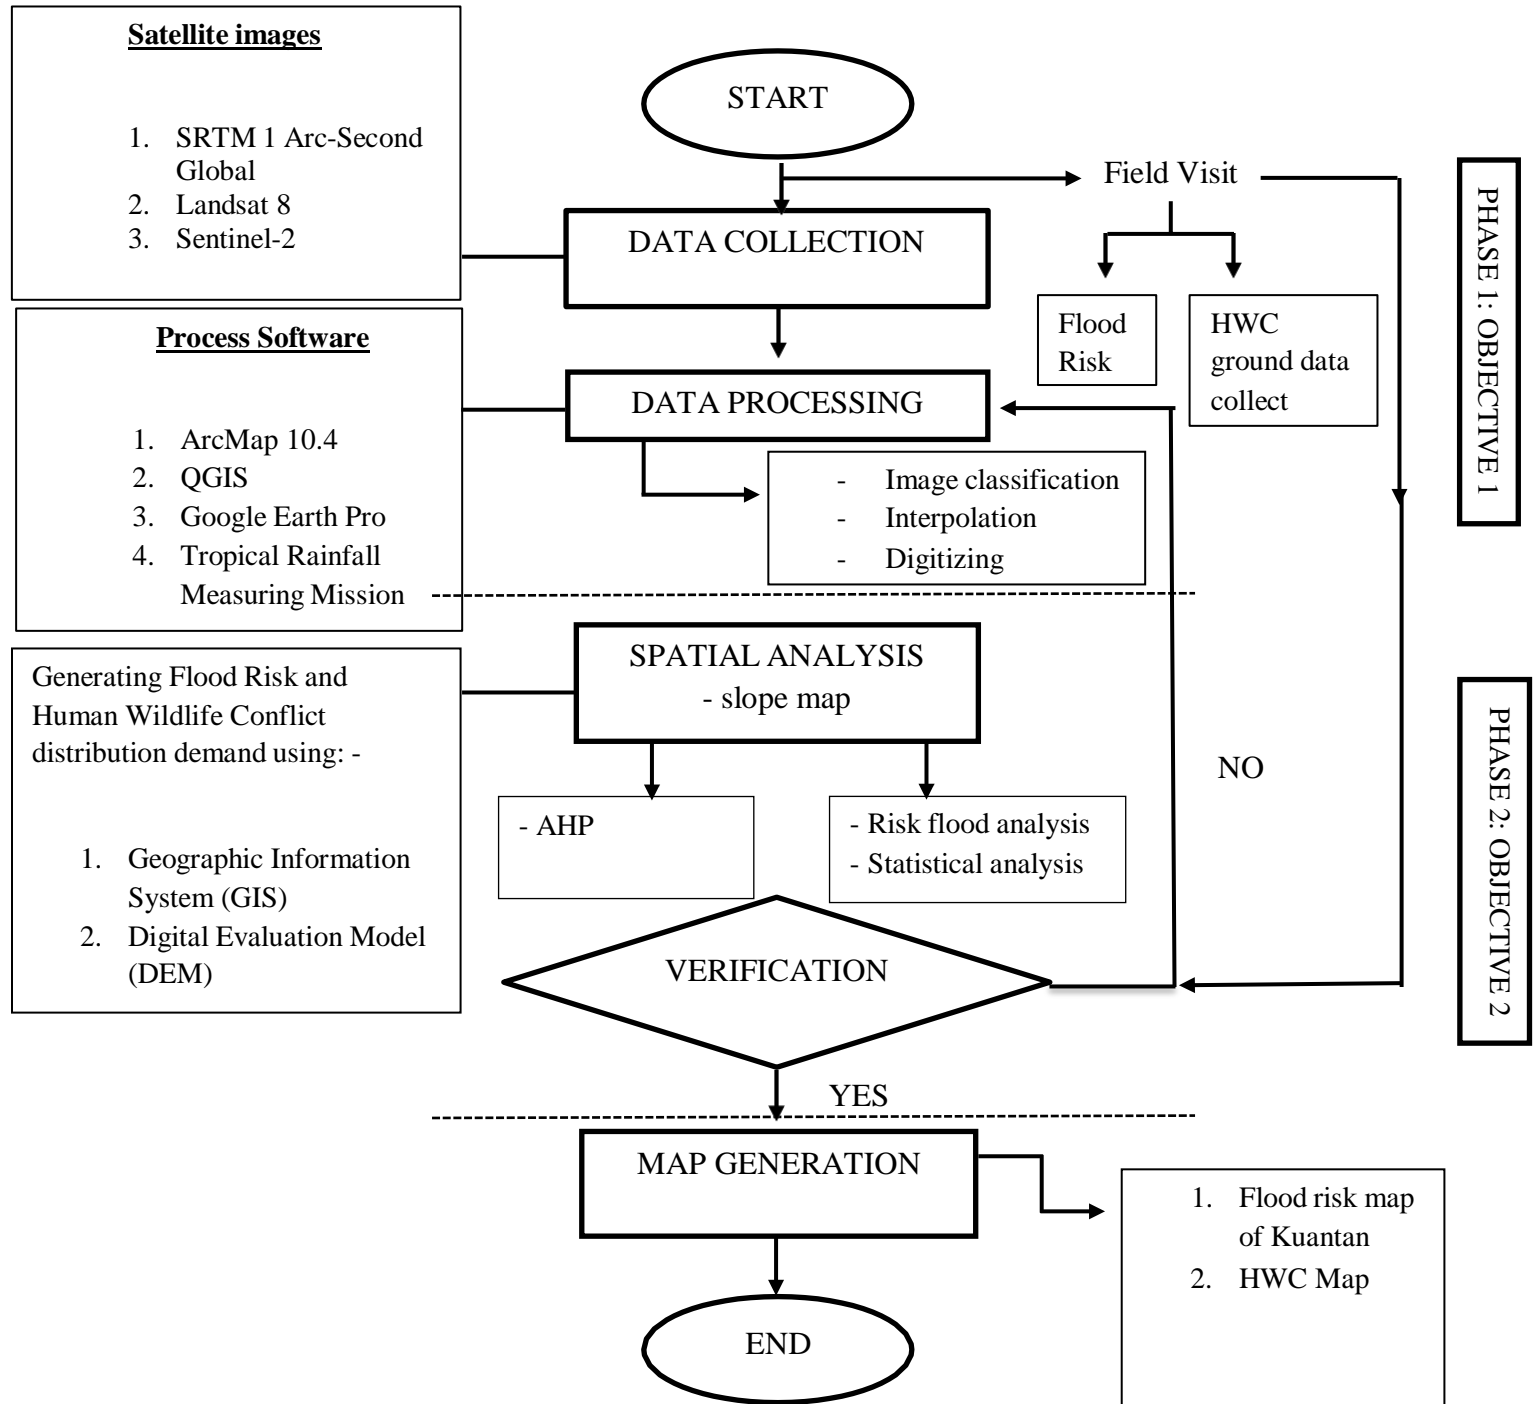 Satellite images
1. SRTM 1 Arc-Second
Global
2. Landsat 8
3. Sentinel-2
START
Field Visit
DATA COLLECTION
Flood
Risk
HWC
ground data
collect
PHASE 1: OBJECTIVE 1
Process Software
1. ArcMap 10.4
2. QGIS
3. Google Earth Pro
4. Tropical Rainfall
Measuring Mission
DATA PROCESSING
- Image classification
- Interpolation
- Digitizing
Generating Flood Risk and
Human Wildlife Conflict
distribution demand using: -
1. Geographic Information
System (GIS)
2. Digital Evaluation Model
(DEM)
SPATIAL ANALYSIS
- slope map
- AHP
- Risk flood analysis
- Statistical analysis
NO
PHASE 2: OBJECTIVE 2
VERIFICATION
YES
MAP GENERATION
1. Flood risk map
of Kuantan
2. HWC Map
END